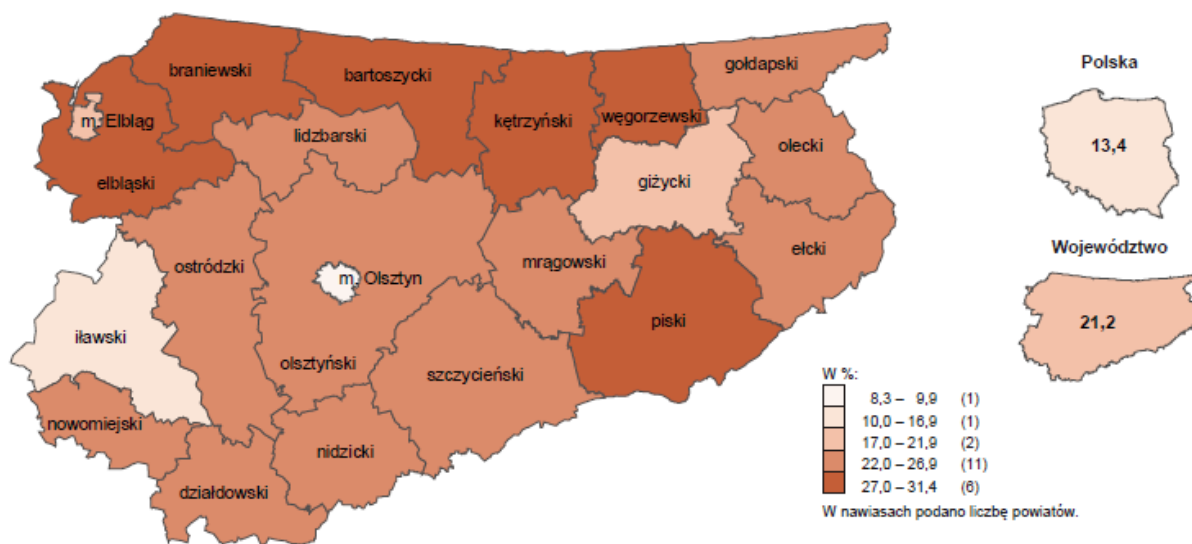 braniewski
bartoszycki
gołdapski
Polska
m. Elbląg
kętrzyński
węgorzewski
lidzbarski
olecki
13,4
elbląski
giżycki
Województwo
ostródzki
mrągowski
ełcki
m. Olsztyn
piski
21,2
iławski
olsztyński
szczycieński
nowomiejski
nidzicki
działdowski
W %:
8,3 – 9,9 (1)
10,0 – 16,9 (1)
17,0 – 21,9 (2)
22,0 – 26,9 (11)
27,0 – 31,4 (6)
W nawiasach podano liczbę powiatów.